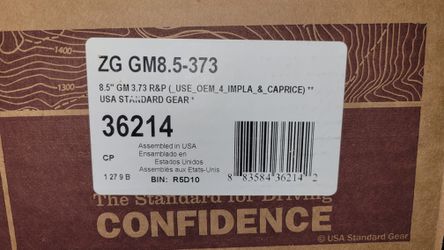 1400
1300
ZG GM8.5-373
8.5" GM 3.73 R&P (_USE_OEM_4_IMPLA_&_CAPRICE) **
USA STANDARD GEAR *
36214
Assembled in USA
Ensamblado en
Estados Unidos
Assemblés aux Etats-Unis
CP
1 27 9 B
BIN: R5D10
8 83584 36214 2
The Standard for Driving
CONFIDENCE
© USA Standard Gear